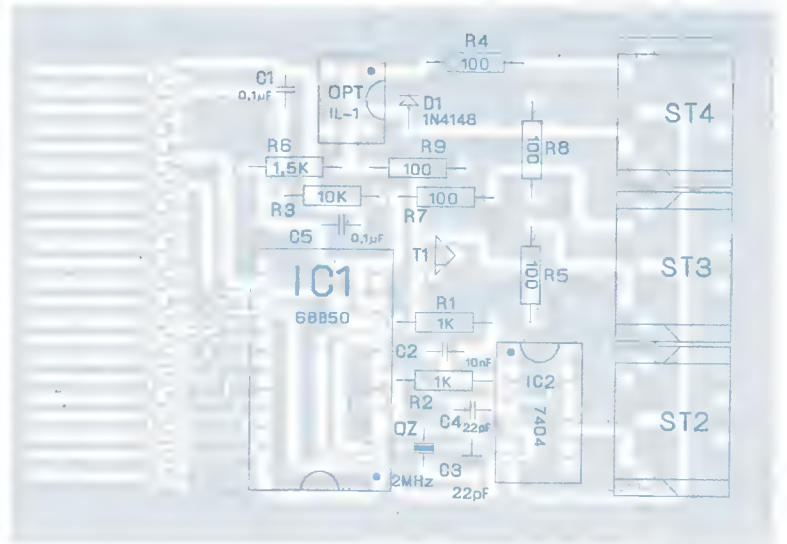 R4
100
C1
0,1µF
OPT
IL-1
D1
1N4148
ST4
R6
1,5K
R9
100
100
R8
R3
10K
R7
100
C5
0,1µF
T1
100
R5
ST3
IC1
68B50
R1
1K
C2
10nF
IC2
7404
R2
1K
C4
22pF
QZ
2MHz
C3
22pF
ST2